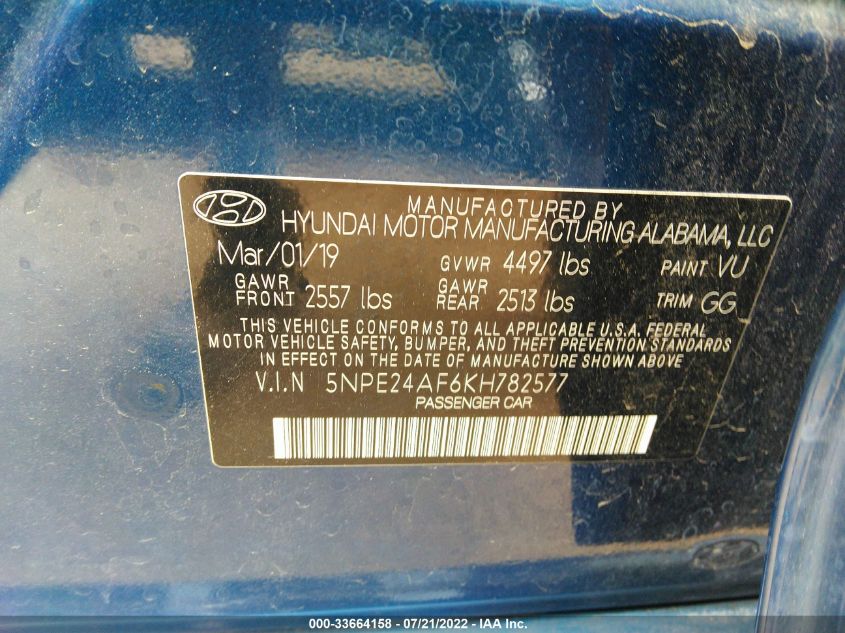 MANUFACTURED BY
HYUNDAI MOTOR MANUFACTURING ALABAMA, LLC
Mar/01/19 GVWR 4497 lbs PAINT VU
GAWR FRONT 2557 lbs GAWR REAR 2513 lbs TRIM GG
THIS VEHICLE CONFORMS TO ALL APPLICABLE U.S.A. FEDERAL
MOTOR VEHICLE SAFETY, BUMPER, AND THEFT PREVENTION STANDARDS
IN EFFECT ON THE DATE OF MANUFACTURE SHOWN ABOVE
V.I.N 5NPE24AF6KH782577
PASSENGER CAR
000-33664158 - 07/21/2022 - IAA Inc.